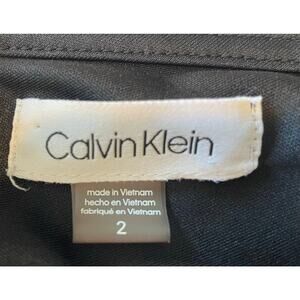 Calvin Klein
made in Vietnam
hecho en Vietnam
fabriqué en Vietnam
2